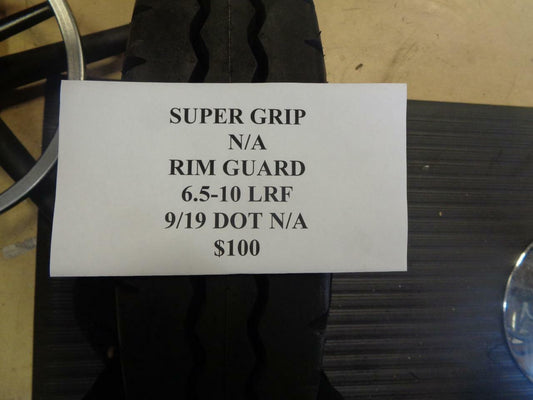 SUPER GRIP
N/A
RIM GUARD
6.5-10 LRF
9/19 DOT N/A
$100